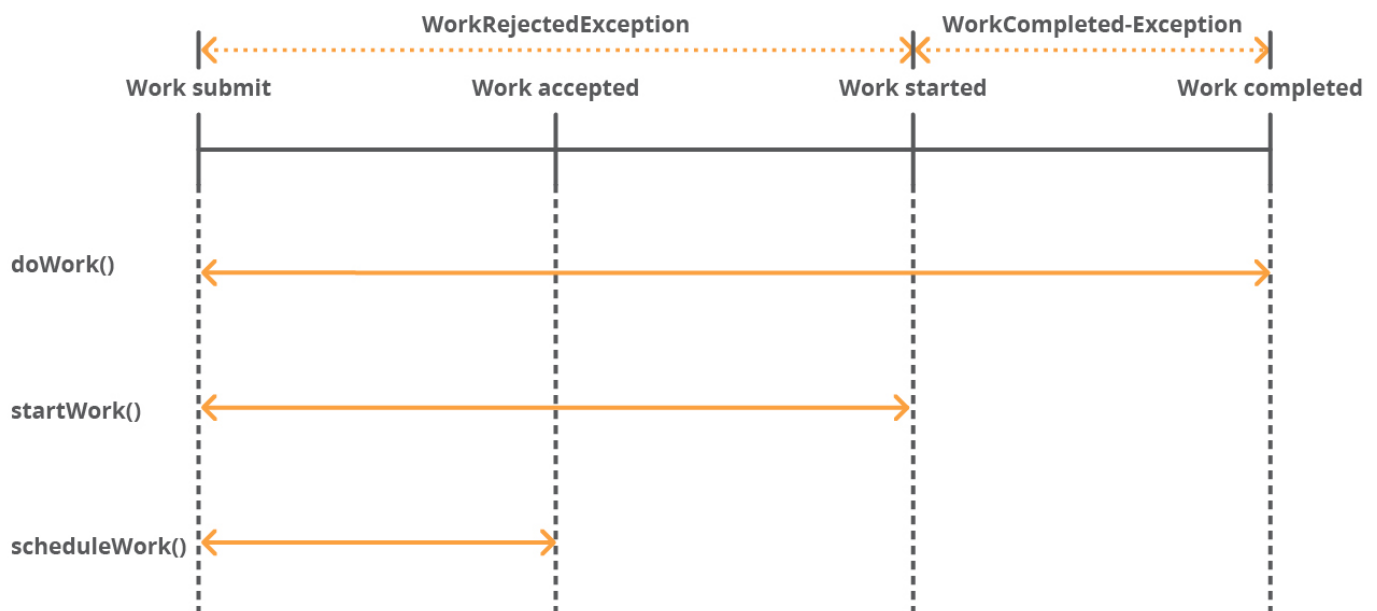 WorkRejectedException
WorkCompleted-Exception
Work submit
Work accepted
Work started
Work completed
doWork()
startWork()
scheduleWork()